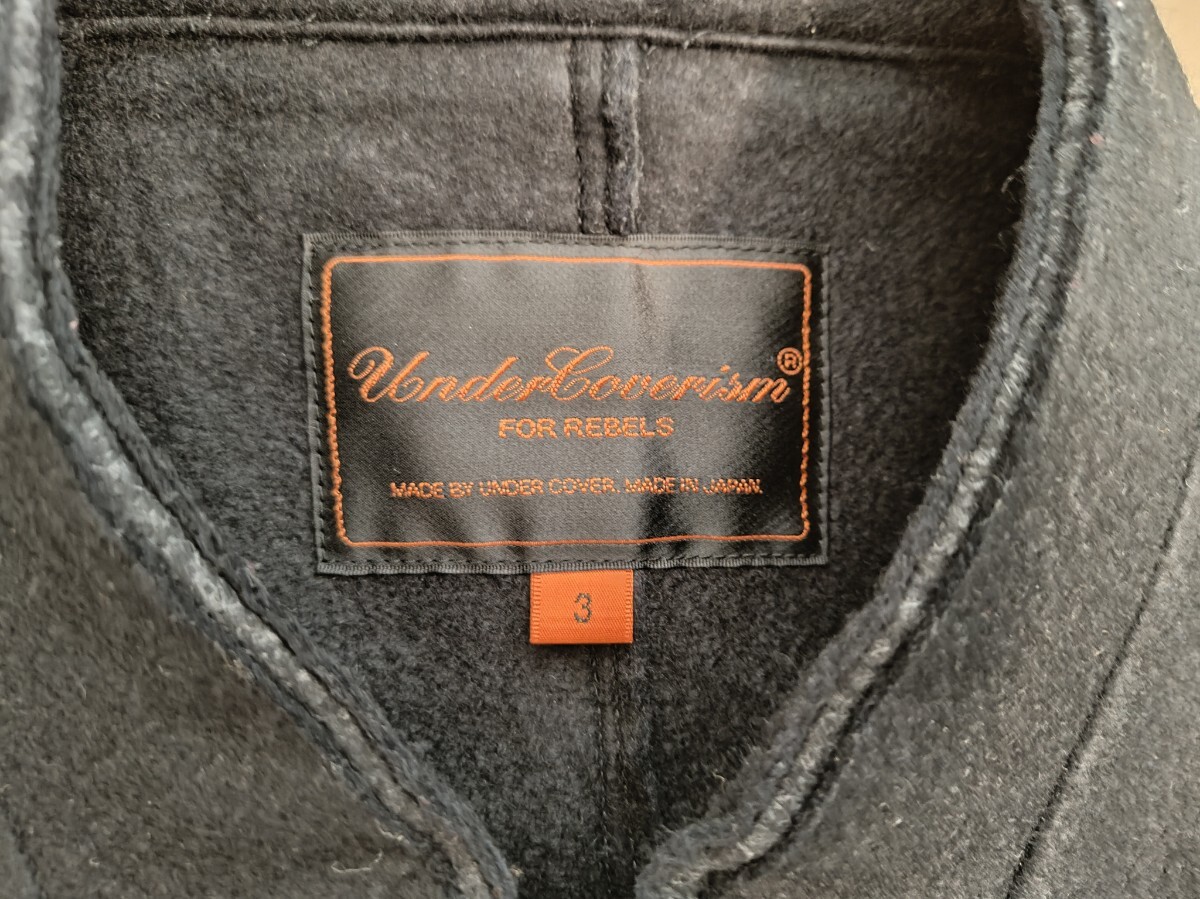 UnderCoverism®
FOR REBELS
MADE BY UNDER COVER. MADE IN JAPAN.
3